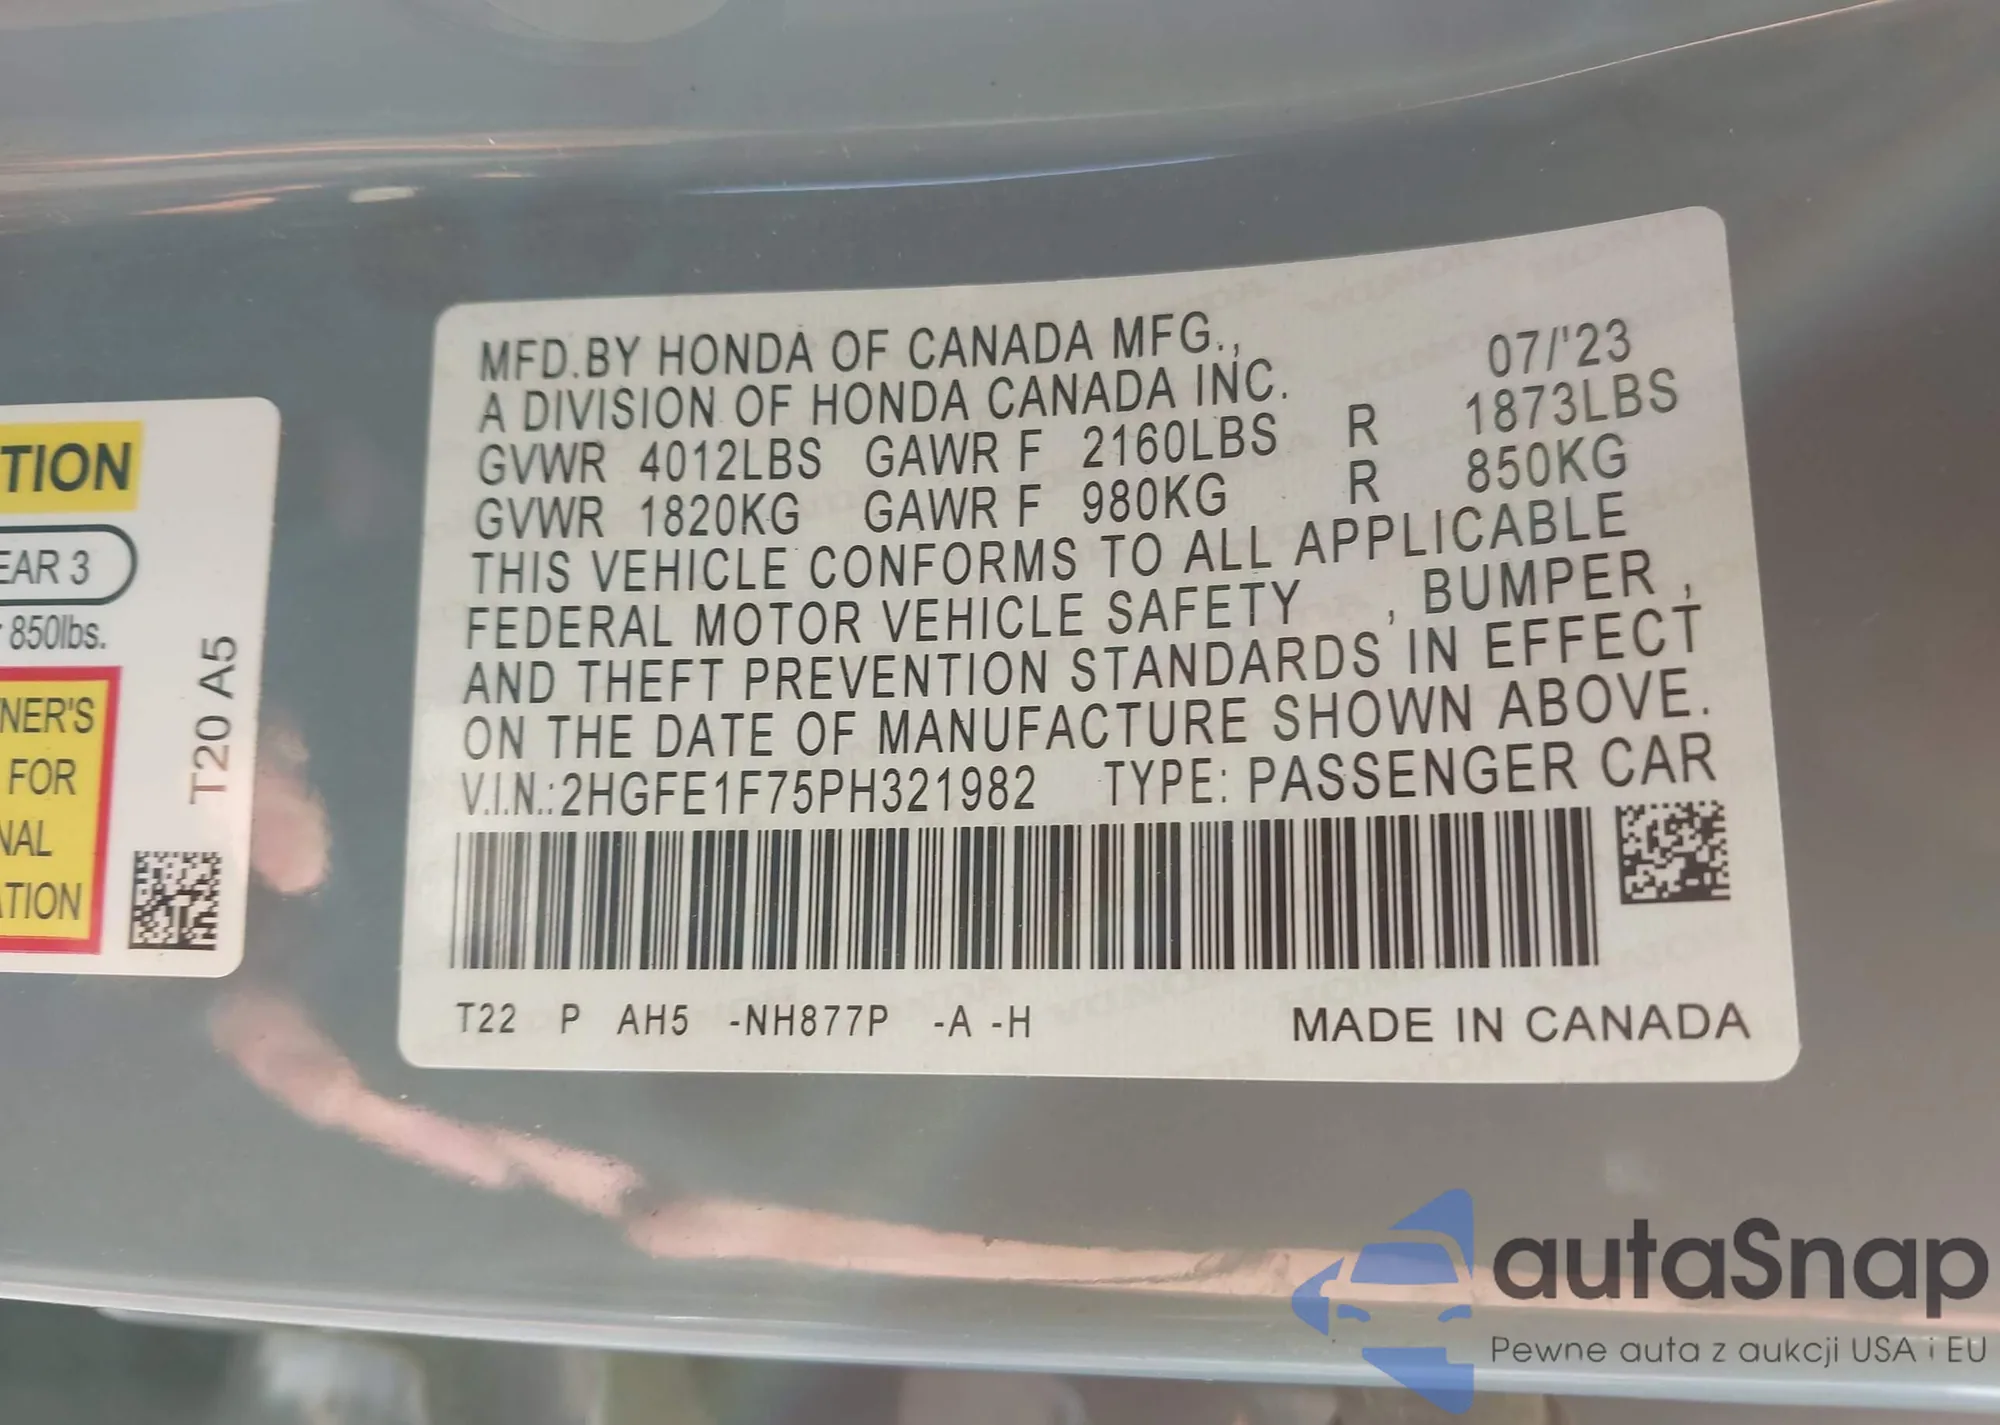 MFD.BY HONDA OF CANADA MFG., 07/'23
A DIVISION OF HONDA CANADA INC.
GVWR 4012LBS GAWR F 2160LBS R 1873LBS
GVWR 1820KG GAWR F 980KG R 850KG
THIS VEHICLE CONFORMS TO ALL APPLICABLE
FEDERAL MOTOR VEHICLE SAFETY , BUMPER ,
AND THEFT PREVENTION STANDARDS IN EFFECT
ON THE DATE OF MANUFACTURE SHOWN ABOVE.
V.I.N.:2HGFE1F75PH321982 TYPE: PASSENGER CAR
T22 P AH5 -NH877P -A -H MADE IN CANADA
TION
EAR 3
850lbs.
NER'S
FOR
NAL
ATION
T20 A5
autaSnap
Pewne auta z aukcji USA i EU